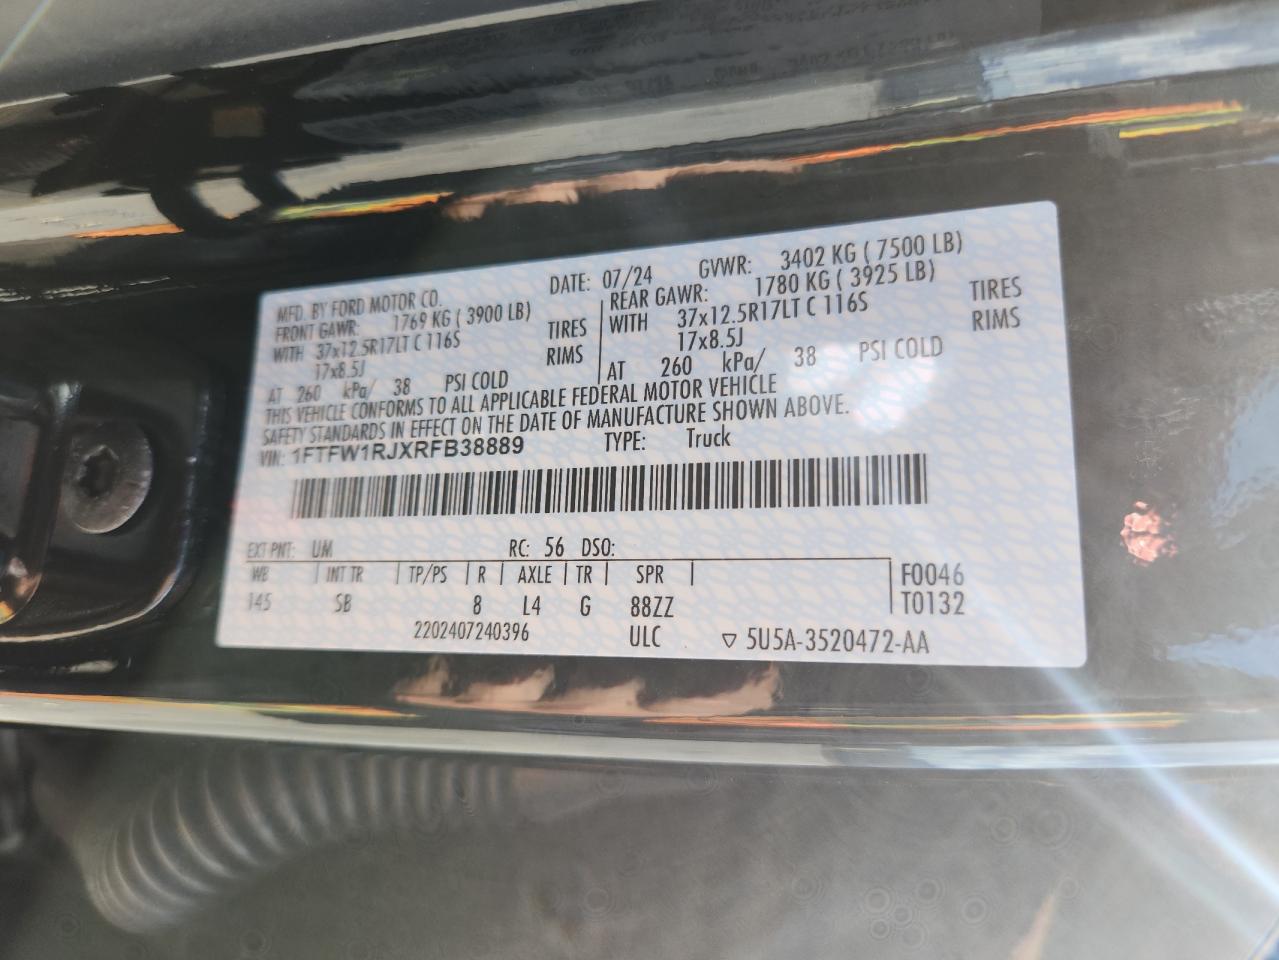 MFD. BY FORD MOTOR CO.
DATE: 07/24 GVWR: 3402 KG ( 7500 LB)
FRONT GAWR: 1769 KG ( 3900 LB) REAR GAWR: 1780 KG ( 3925 LB)
WITH 37x12.5R17LT C 116S TIRES WITH 37x12.5R17LT C 116S TIRES
17x8.5J RIMS 17x8.5J RIMS
AT 260 kPa/ 38 PSI COLD AT 260 kPa/ 38 PSI COLD
THIS VEHICLE CONFORMS TO ALL APPLICABLE FEDERAL MOTOR VEHICLE
SAFETY STANDARDS IN EFFECT ON THE DATE OF MANUFACTURE SHOWN ABOVE.
VIN: 1FTFW1RJXRFB38889 TYPE: Truck
EXT PNT: UM RC: 56 DSO:
WB INT TR TP/PS R AXLE TR SPR F0046
145 SB 8 L4 G 88ZZ T0132
2202407240396 ULC ▽ 5U5A-3520472-AA